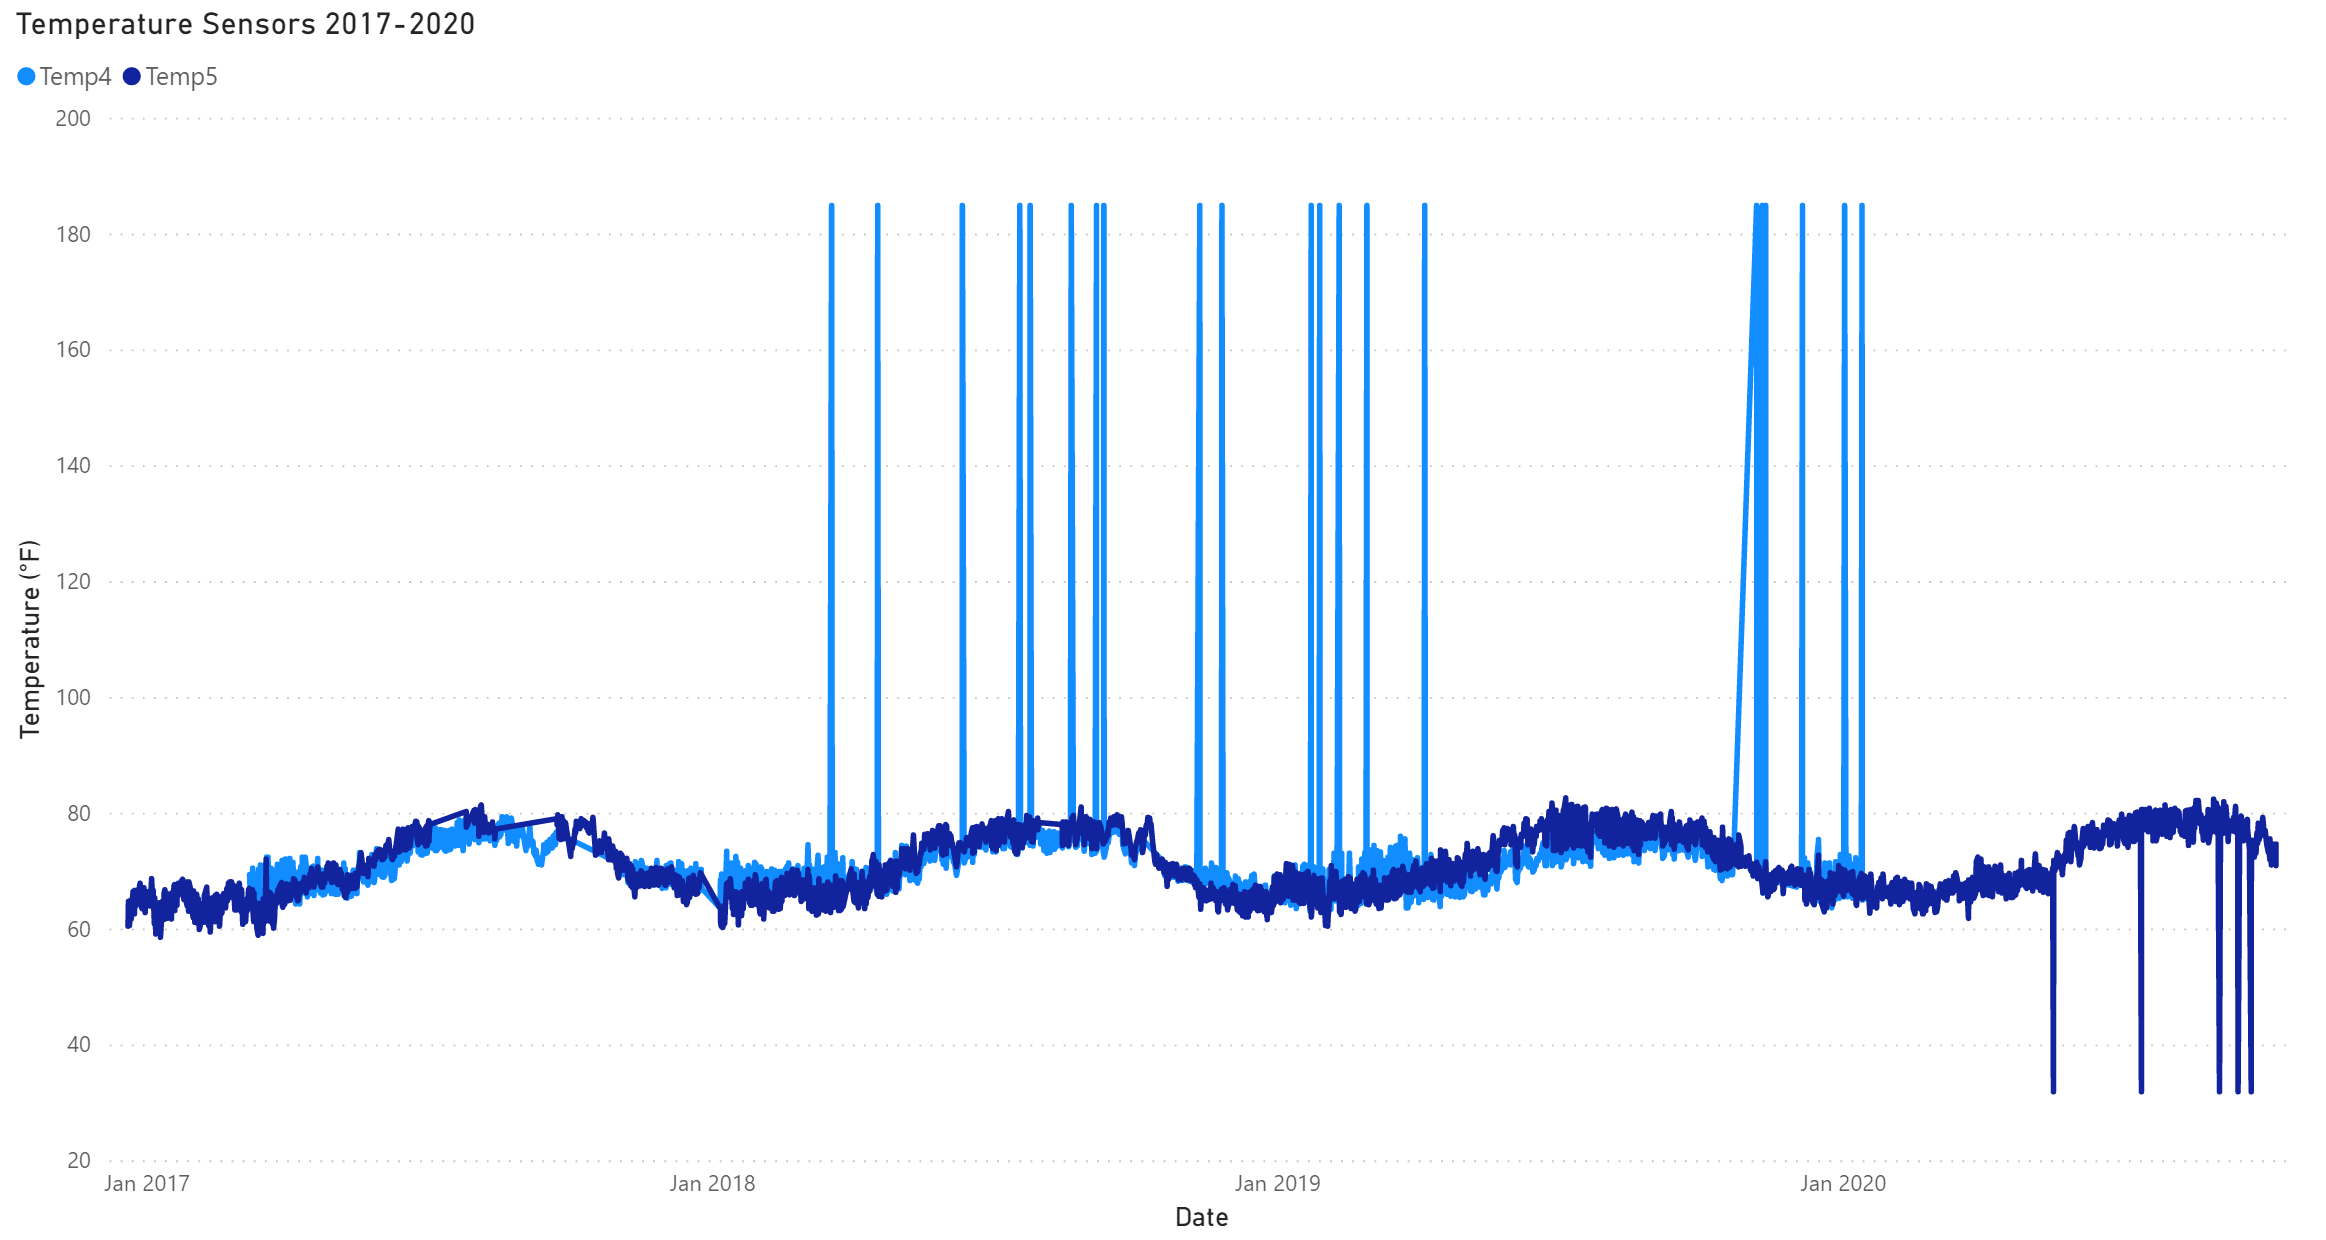 Temperature Sensors 2017-2020
Temp4 Temp5
200
180
160
140
120
100
80
60
40
20
Temperature (°F)
Jan 2017 Jan 2018 Jan 2019 Jan 2020
Date